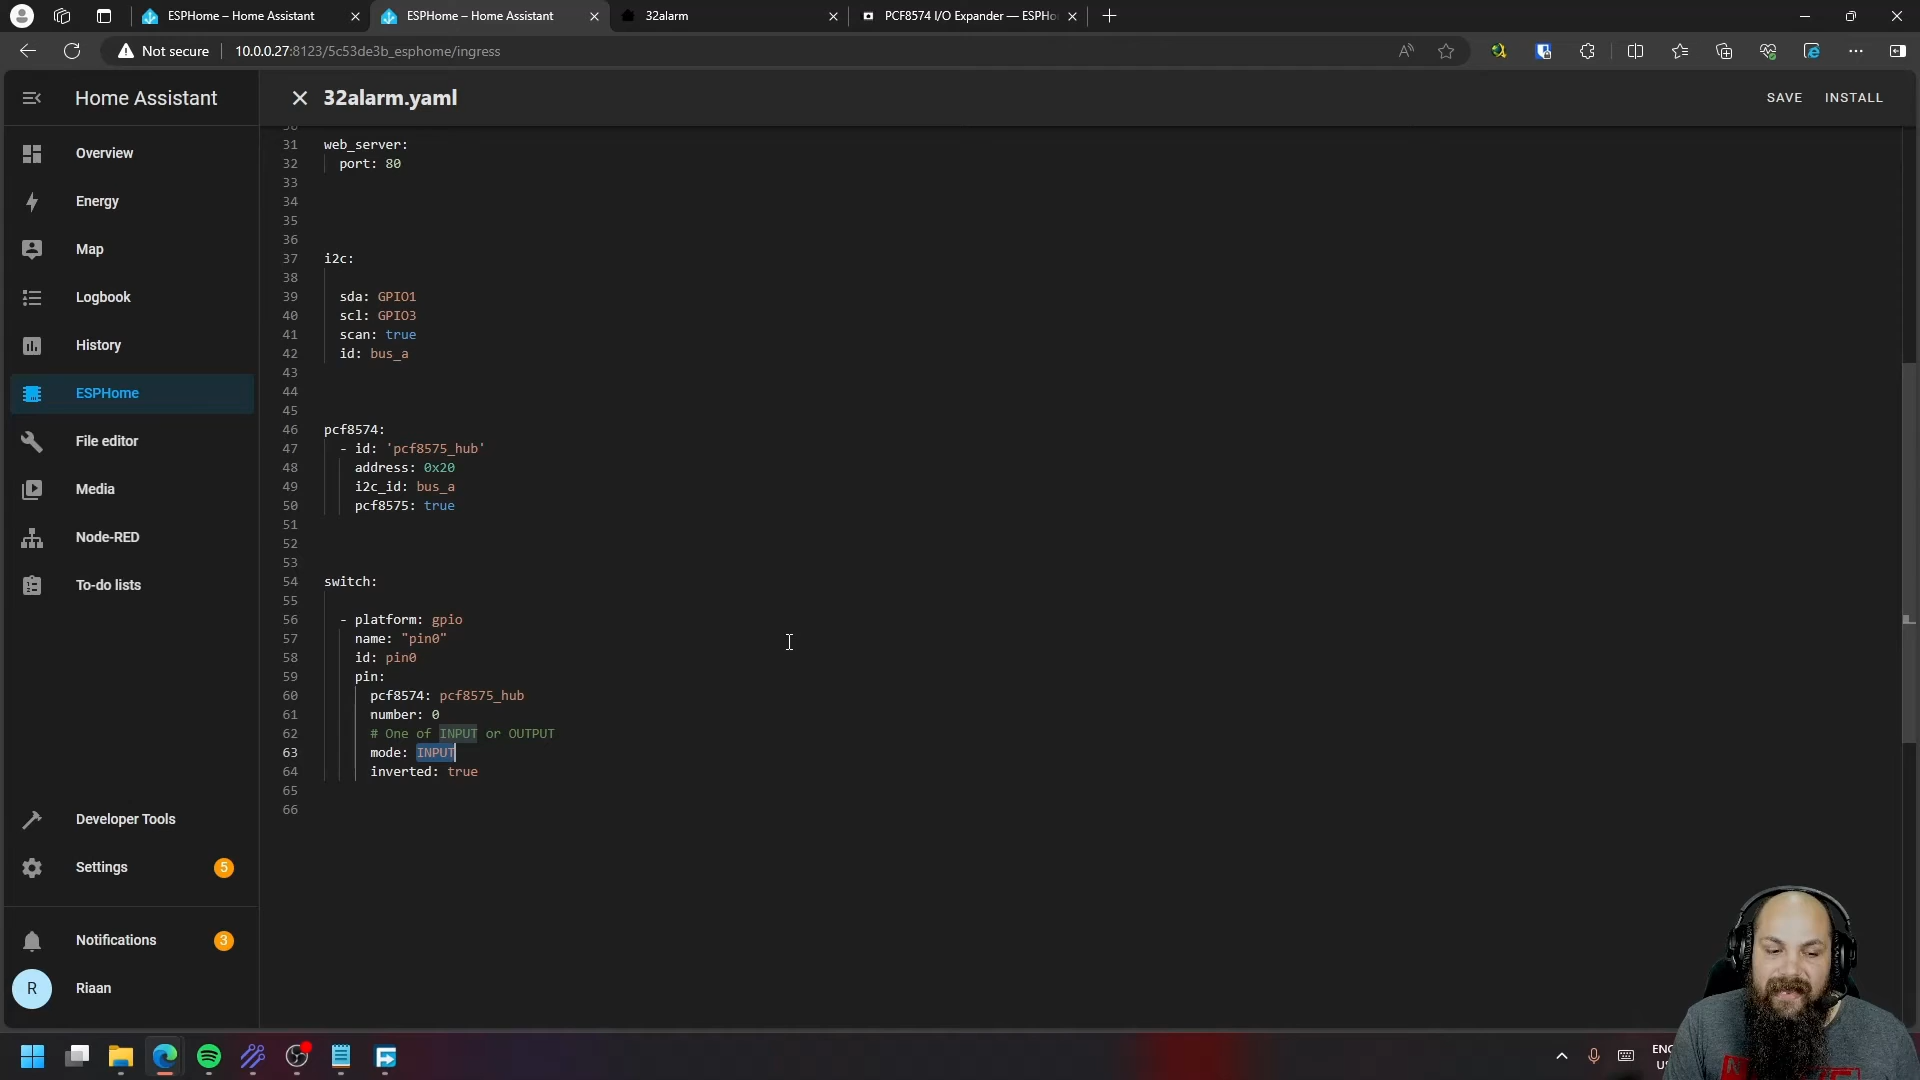 ESPHome – Home Assistant
ESPHome – Home Assistant
32alarm
PCF8574 I/O Expander — ESPHo
Not secure
10.0.0.27:8123/5c53de3b_esphome/ingress
Home Assistant
32alarm.yaml
SAVE
INSTALL
Overview
Energy
Map
Logbook
History
ESPHome
File editor
Media
Node-RED
To-do lists
Developer Tools
Settings 5
Notifications 3
R Riaan
30
31 web_server:
32 port: 80
33
34
35
36
37 i2c:
38
39 sda: GPIO1
40 scl: GPIO3
41 scan: true
42 id: bus_a
43
44
45
46 pcf8574:
47 - id: 'pcf8575_hub'
48 address: 0x20
49 i2c_id: bus_a
50 pcf8575: true
51
52
53
54 switch:
55
56 - platform: gpio
57 name: "pin0"
58 id: pin0
59 pin:
60 pcf8574: pcf8575_hub
61 number: 0
62 # One of INPUT or OUTPUT
63 mode: INPUT
64 inverted: true
65
66